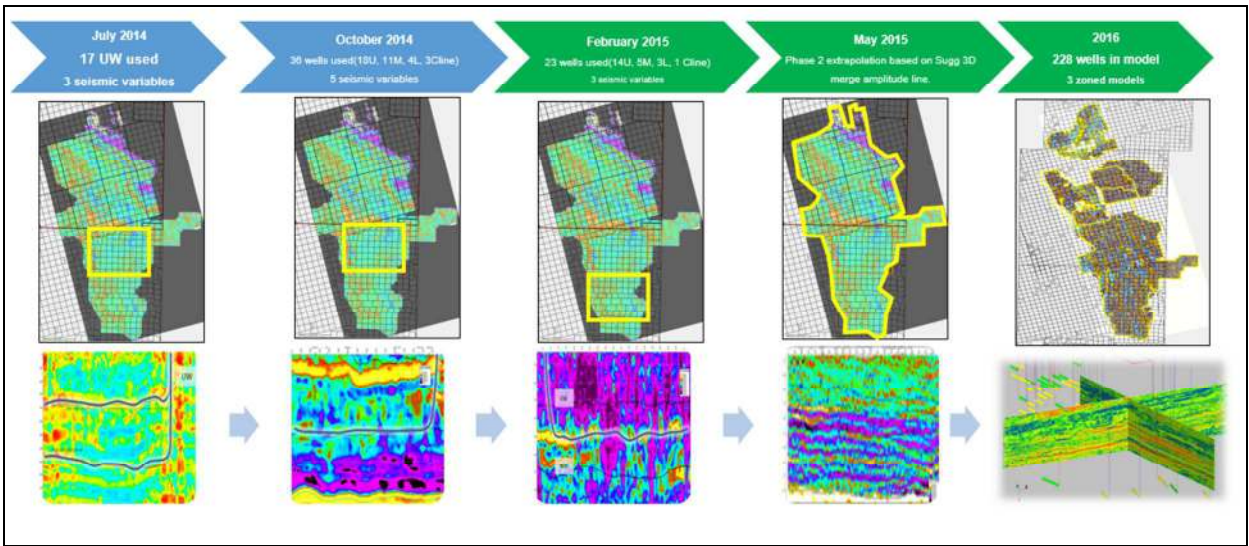 July 2014
17 UW used
3 seismic variables
October 2014
36 wells used(18U, 11M, 4L, 3Cline)
5 seismic variables
February 2015
23 wells used(14U, 5M, 3L, 1 Cline)
3 seismic variables
May 2015
Phase 2 extrapolation based on Sugg 3D
merge amplitude line.
2016
228 wells in model
3 zoned models
UW